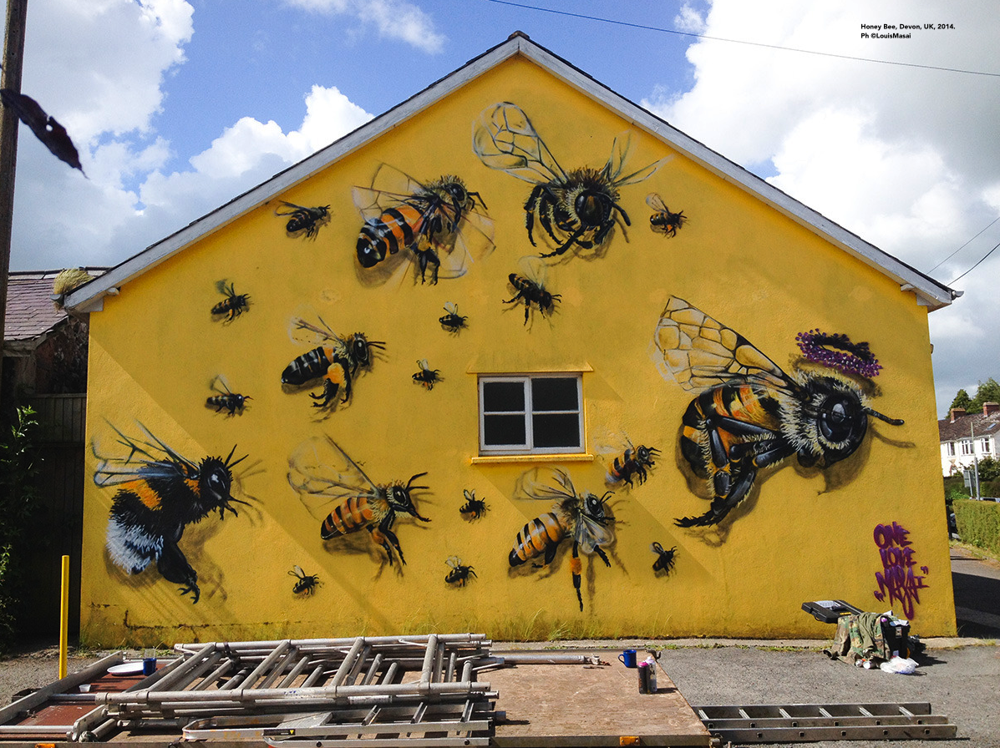 Honey Bee, Devon, UK, 2014.
Ph ©LouisMasai
ONE
LOVE
"MASAI"